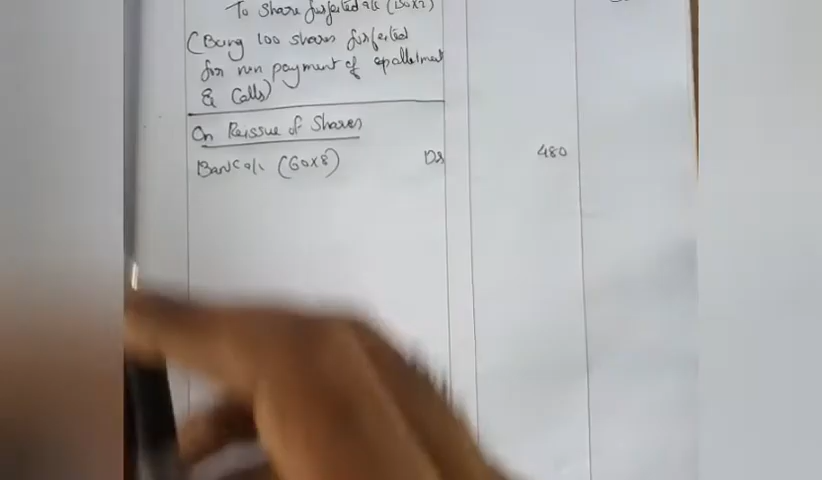 To Share forfeited a/c (150x2)
(Being 100 shares forfeited
for non payment of allotment
& Calls)
On Reissue of Shares
Bank a/c (60x8) Dr 480